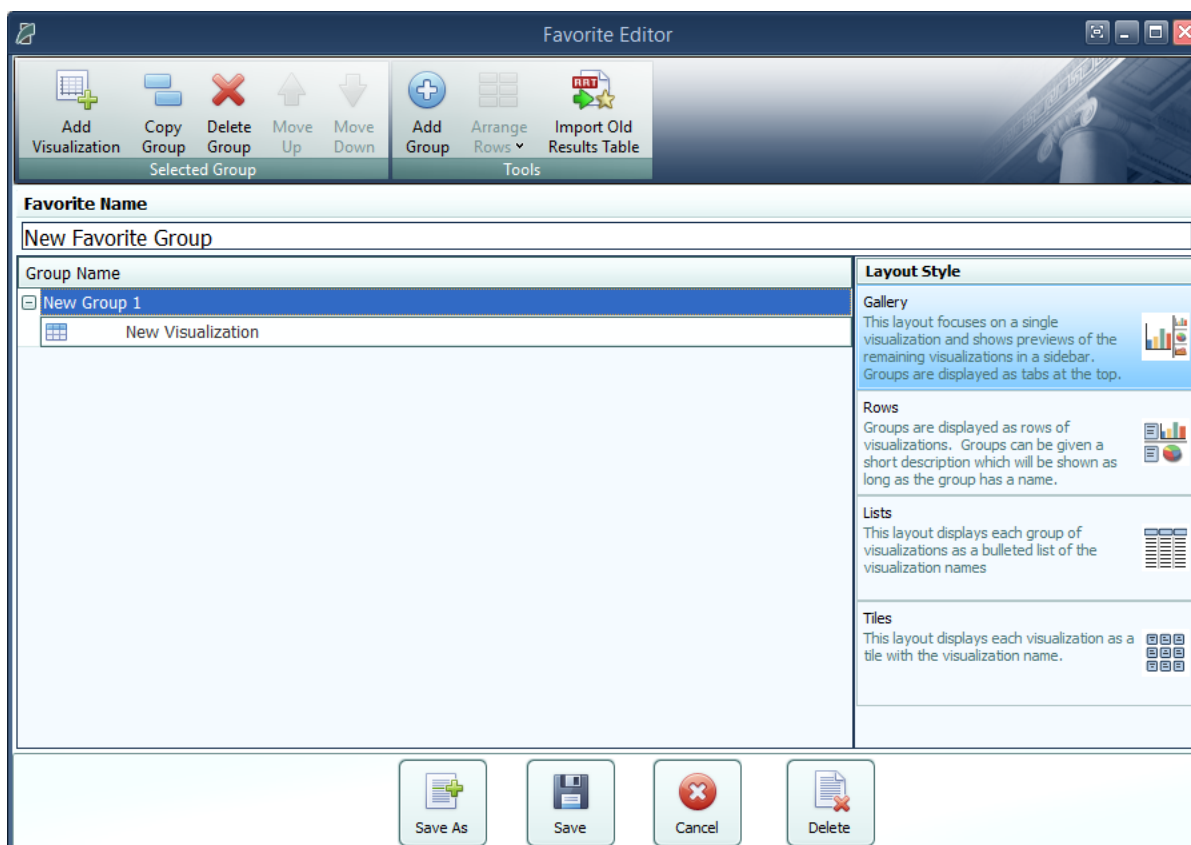 Favorite Editor
Add
Visualization
Copy
Group
Delete
Group
Move
Up
Move
Down
Selected Group
Add
Group
Arrange
Rows
RRT
Import Old
Results Table
Tools
Favorite Name
New Favorite Group
Group Name
New Group 1
New Visualization
Layout Style
Gallery
This layout focuses on a single
visualization and shows previews of the
remaining visualizations in a sidebar.
Groups are displayed as tabs at the top.
Rows
Groups are displayed as rows of
visualizations. Groups can be given a
short description which will be shown as
long as the group has a name.
Lists
This layout displays each group of
visualizations as a bulleted list of the
visualization names
Tiles
This layout displays each visualization as a
tile with the visualization name.
Save As
Save
Cancel
Delete